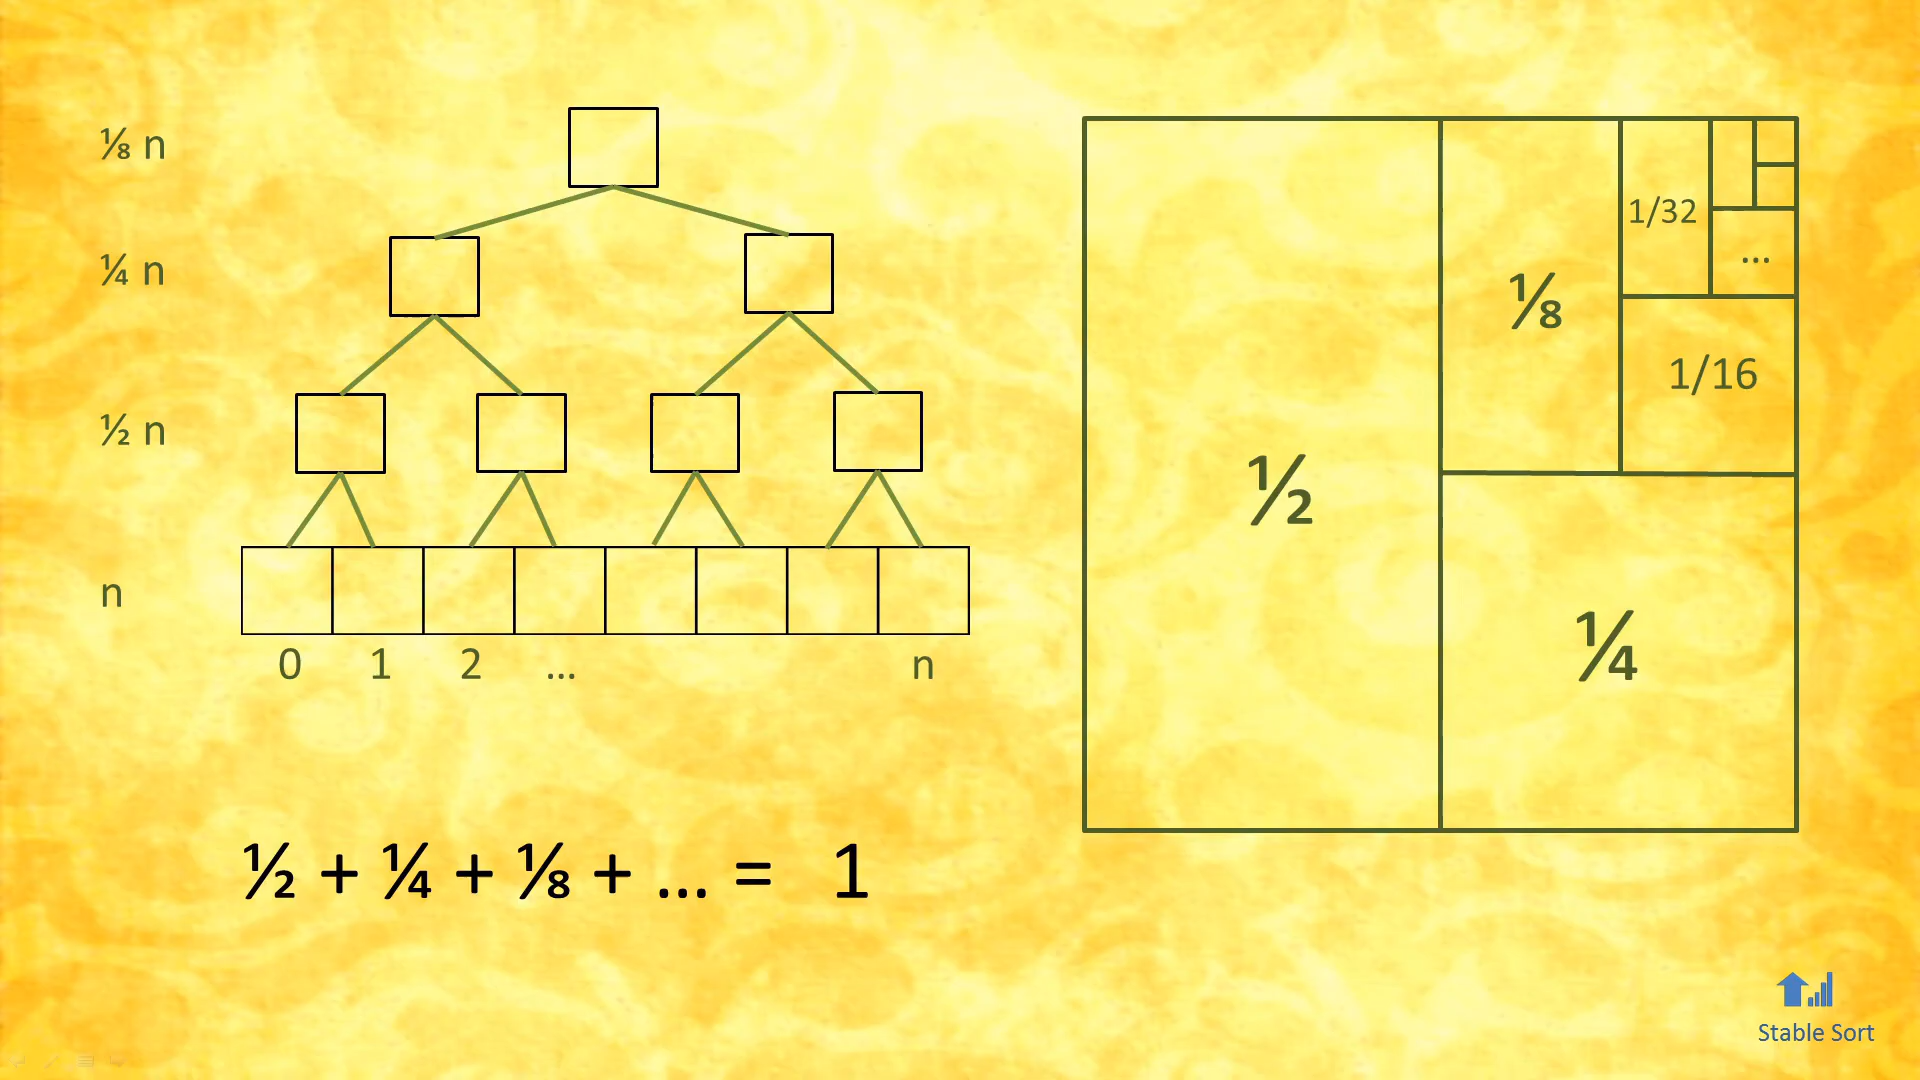 ⅛ n
¼ n
½ n
n
0 1 2 ... n
½ + ¼ + ⅛ + ... = 1
½
¼
⅛
1/16
1/32
...
Stable Sort